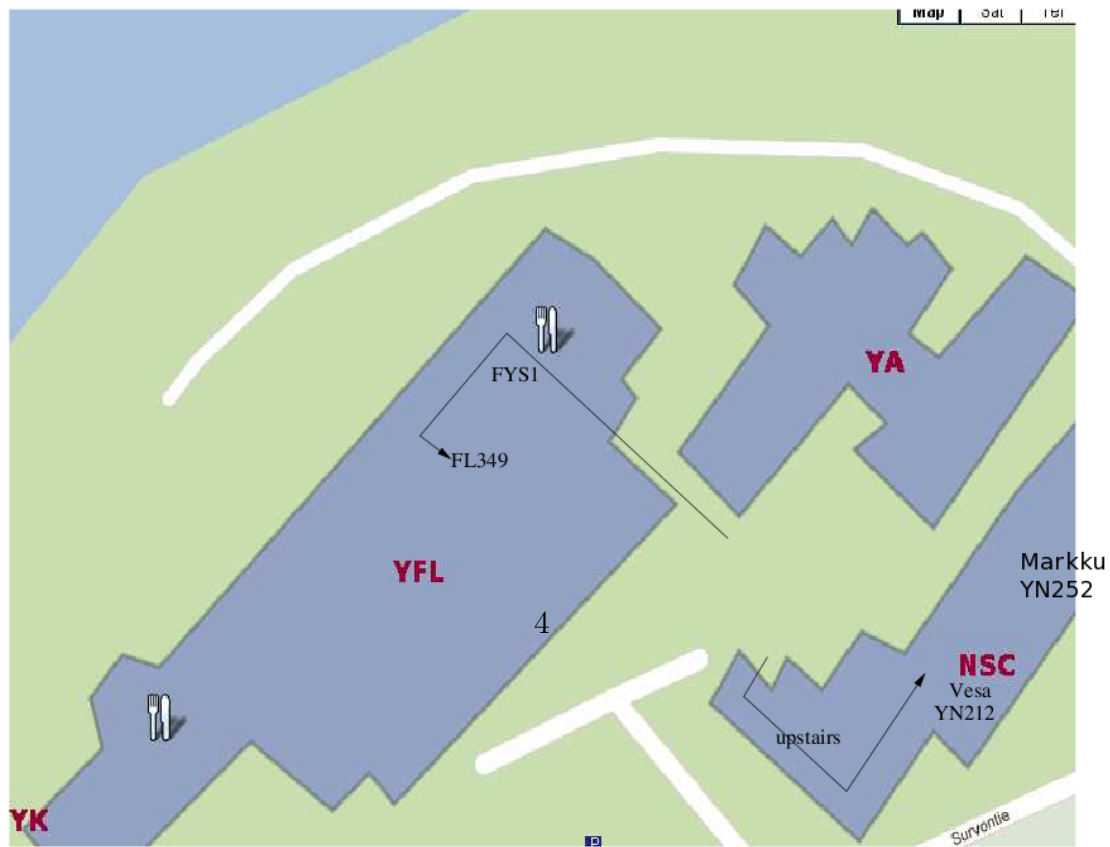 Map Sat Ter
YA
FYS1
FL349
YFL
Markku
YN252
4
NSC
Vesa
YN212
upstairs
YK
Survontie
P